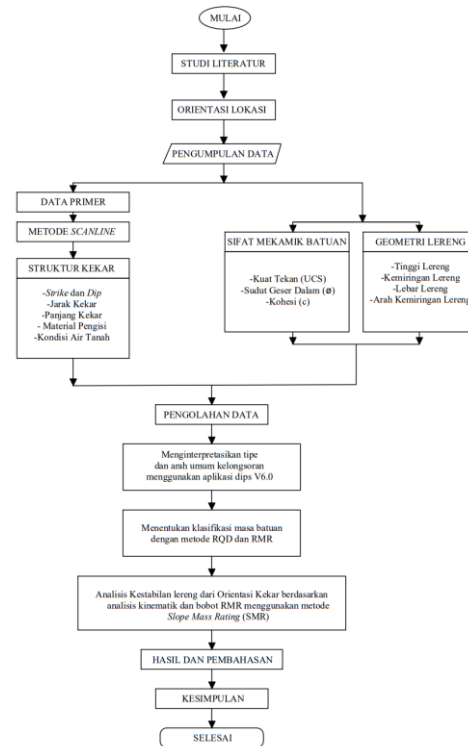 MULAI
STUDI LITERATUR
ORIENTASI LOKASI
PENGUMPULAN DATA
DATA PRIMER
METODE SCANLINE
STRUKTUR KEKAR
-Strike dan Dip
-Jarak Kekar
-Panjang Kekar
- Material Pengisi
-Kondisi Air Tanah
SIFAT MEKAMIK BATUAN
-Kuat Tekan (UCS)
-Sudut Geser Dalam (ø)
-Kohesi (c)
GEOMETRI LERENG
-Tinggi Lereng
-Kemiringan Lereng
-Lebar Lereng
-Arah Kemiringan Lereng
PENGOLAHAN DATA
Menginterpretasikan tipe
dan arah umum kelongsoran
menggunakan aplikasi dips V6.0
Menentukan klasifikasi masa batuan
dengan metode RQD dan RMR
Analisis Kestabilan lereng dari Orientasi Kekar berdasarkan
analisis kinematik dan bobot RMR menggunakan metode
Slope Mass Rating (SMR)
HASIL DAN PEMBAHASAN
KESIMPULAN
SELESAI